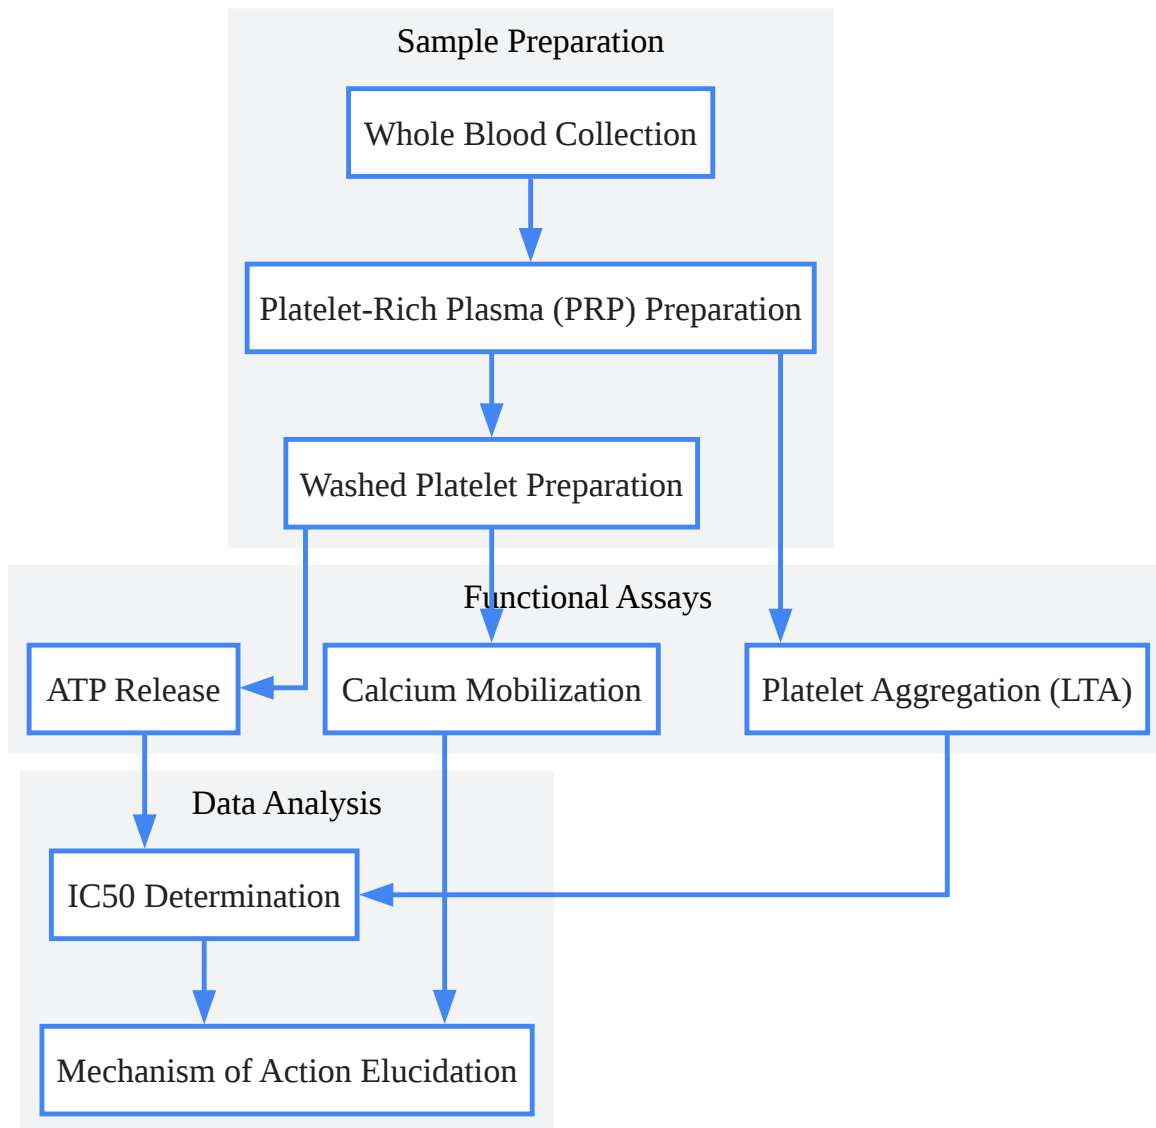 Sample Preparation
Whole Blood Collection
Platelet-Rich Plasma (PRP) Preparation
Washed Platelet Preparation
Functional Assays
ATP Release
Calcium Mobilization
Platelet Aggregation (LTA)
Data Analysis
IC50 Determination
Mechanism of Action Elucidation